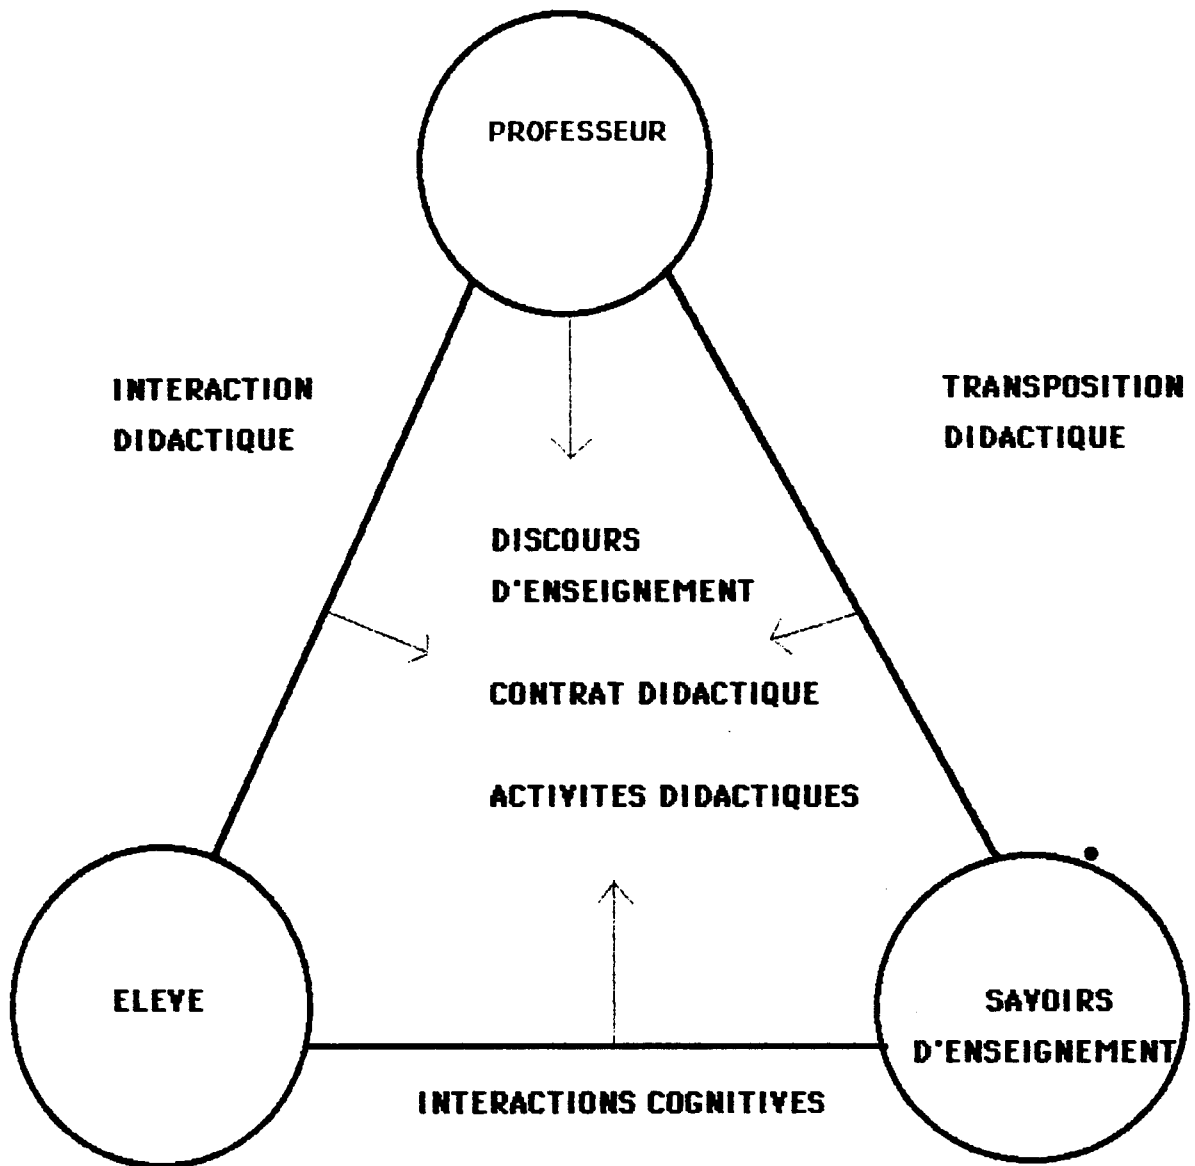 PROFESSEUR
INTERACTION
DIDACTIQUE
TRANSPOSITION
DIDACTIQUE
DISCOURS
D'ENSEIGNEMENT
CONTRAT DIDACTIQUE
ACTIVITES DIDACTIQUES
ELEVE
SAVOIRS
D'ENSEIGNEMENT
INTERACTIONS COGNITIVES